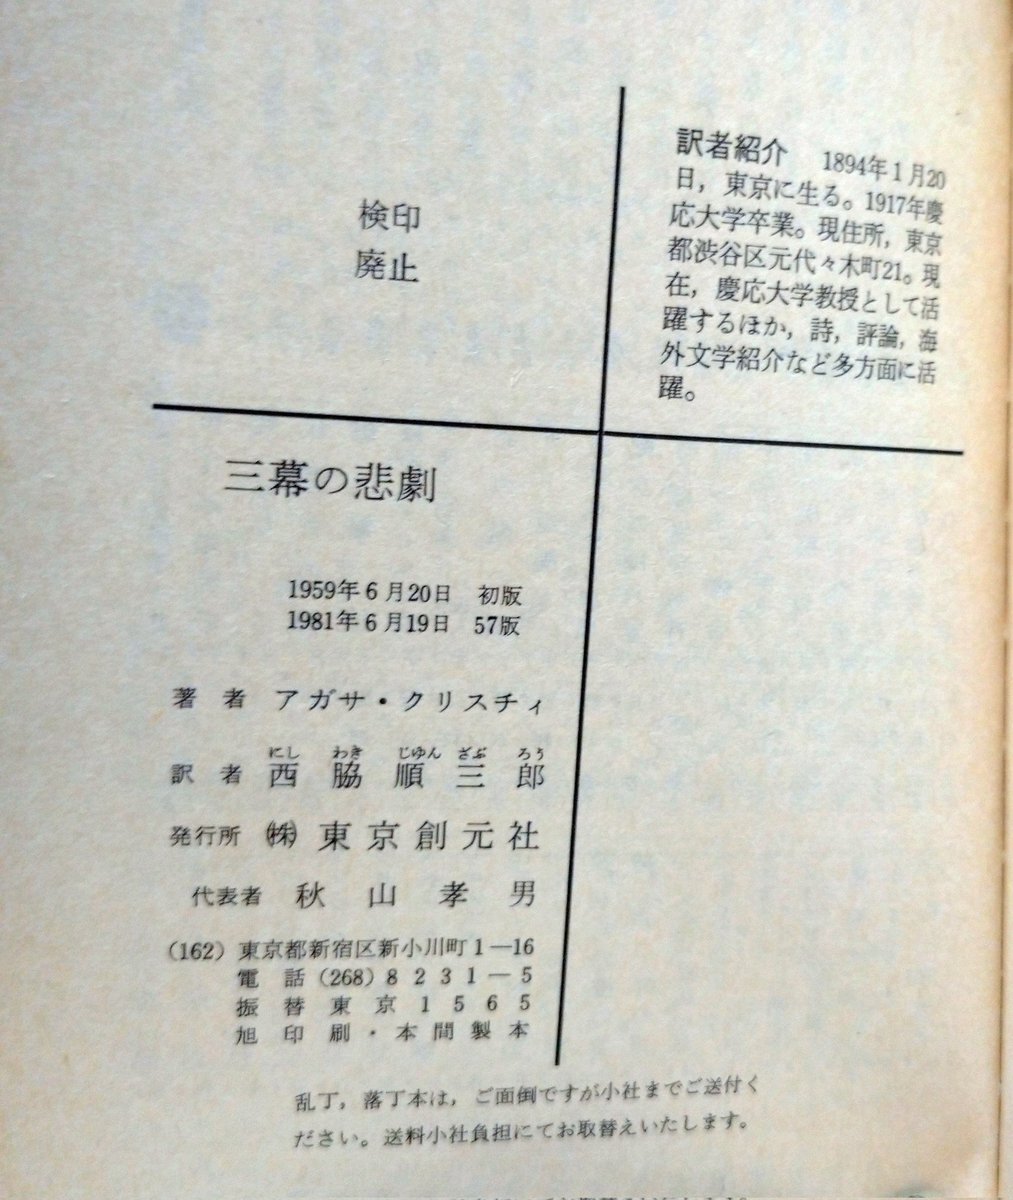 検印
廃止
訳者紹介　1894年1月20
日，東京に生る。1917年慶
応大学卒業。現住所，東京
都渋谷区元代々木町21。現
在，慶応大学教授として活
躍するほか，詩，評論，海
外文学紹介など多方面に活
躍。
三幕の悲劇
1959年6月20日　初版
1981年6月19日　57版
著者　アガサ・クリスチィ
にし わき じゆん ざぶ ろう
訳者　西脇順三郎
発行所　㈱東京創元社
代表者　秋山孝男
(162) 東京都新宿区新小川町1—16
電話 (268) 8231—5
振替東京1565
旭印刷・本間製本
乱丁，落丁本は，ご面倒ですが小社までご送付く
ださい。送料小社負担にてお取替えいたします。